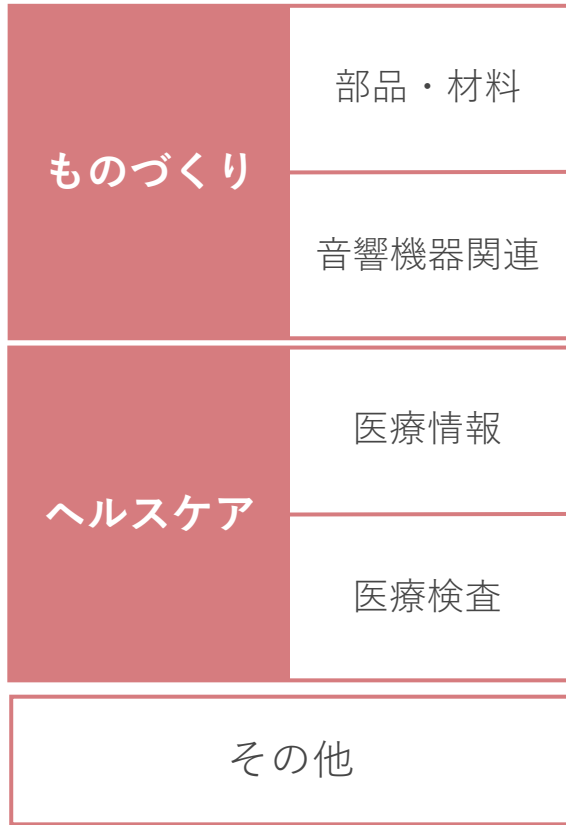 ものづくり
部品・材料
音響機器関連
ヘルスケア
医療情報
医療検査
その他